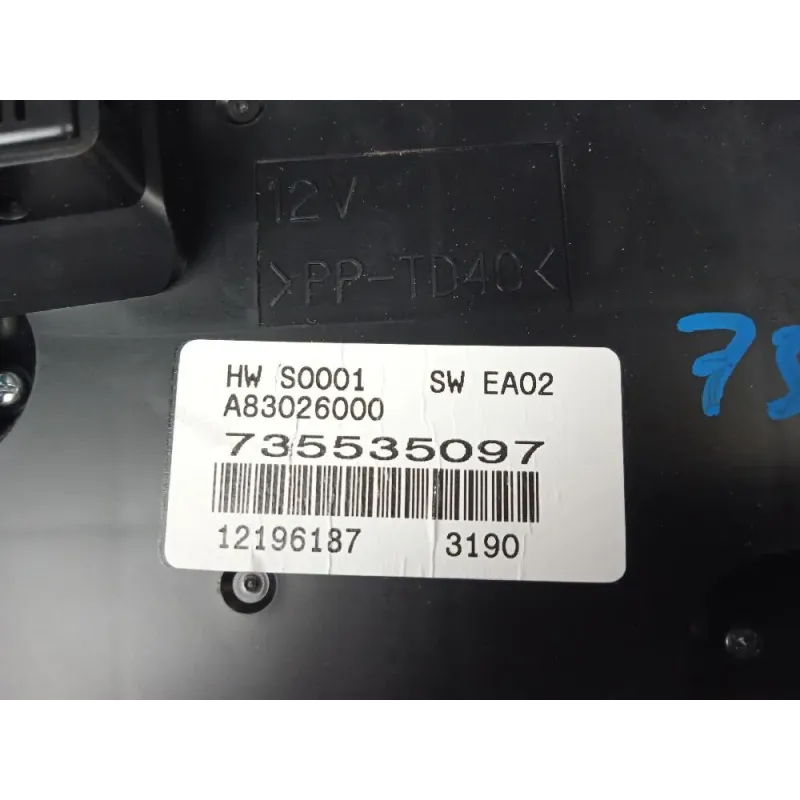 12V
>PP-TD40<
HW S0001 SW EA02
A83026000
735535097
12196187 3190